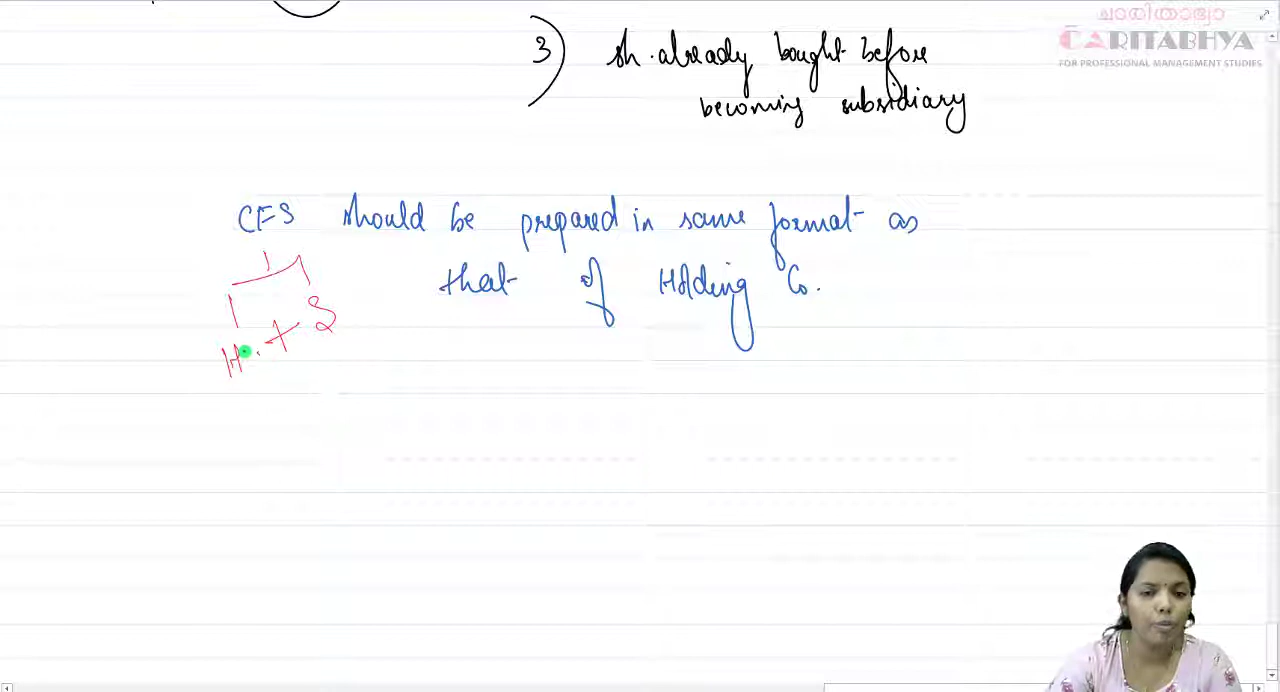 ചാരിതാഭ്യാ
CARITABHYA
FOR PROFESSIONAL MANAGEMENT STUDIES
3) sh. already bought before
becoming subsidiary
CFS should be prepared in same format as
that of Holding Co.
H. + S